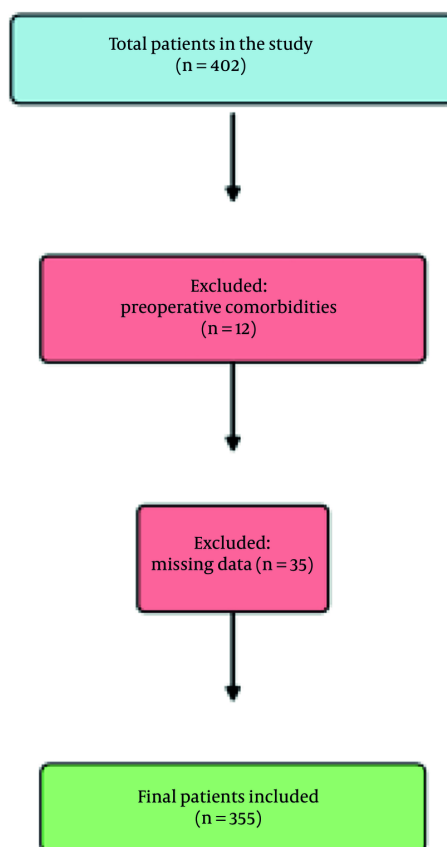 Total patients in the study
(n = 402)
Excluded:
preoperative comorbidities
(n = 12)
Excluded:
missing data (n = 35)
Final patients included
(n = 355)